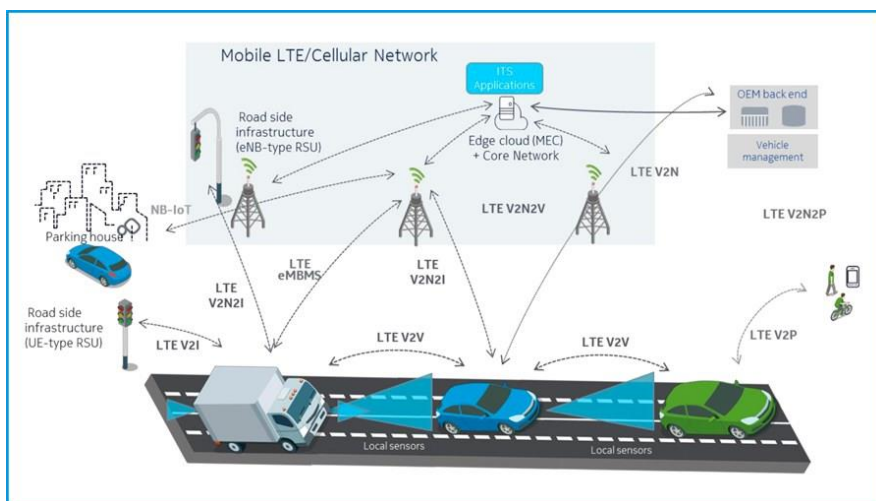 Mobile LTE/Cellular Network
ITS
Applications
OEM back end
Road side
infrastructure
(eNB-type RSU)
Edge cloud (MEC)
+ Core Network
Vehicle
management
LTE V2N
NB-IoT
LTE V2N2V
LTE V2N2P
Parking house
LTE
eMBMS
LTE
V2N2I
LTE
V2N2I
Road side
infrastructure
(UE-type RSU)
LTE V2I
LTE V2V
LTE V2V
LTE V2P
Local sensors
Local sensors